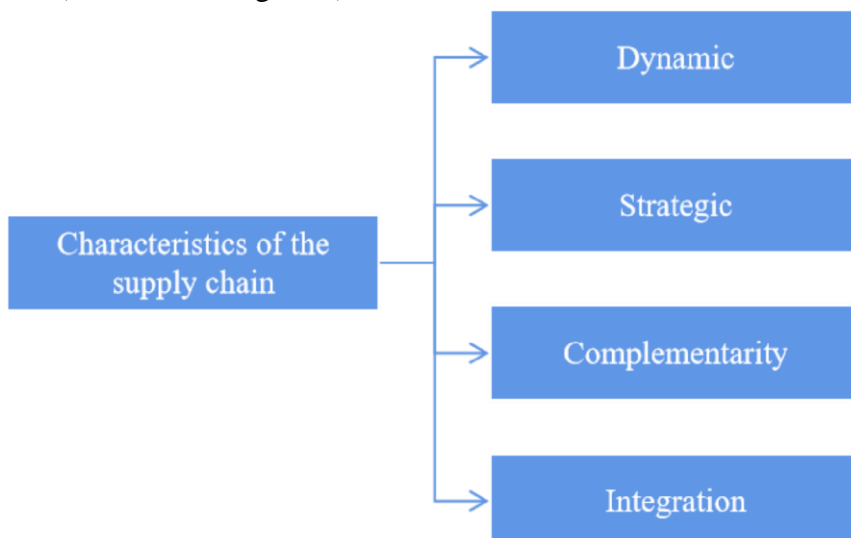 Dynamic
Strategic
Characteristics of the
supply chain
Complementarity
Integration